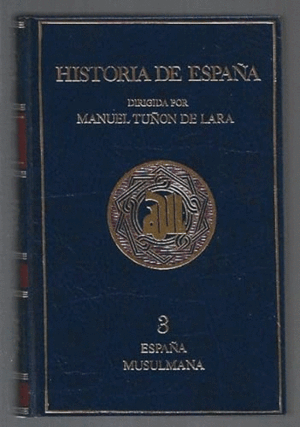 HISTORIA DE ESPAÑA
DIRIGIDA POR
MANUEL TUÑON DE LARA
3
ESPAÑA
MUSULMANA